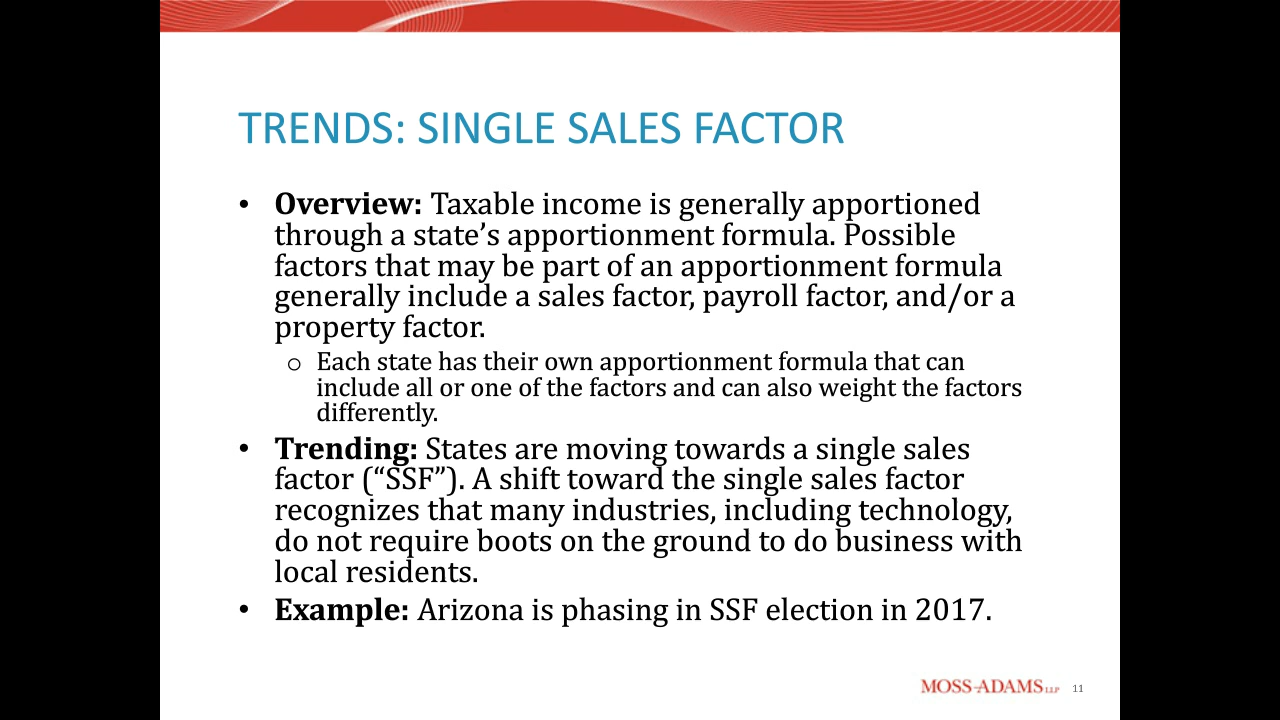 TRENDS: SINGLE SALES FACTOR
• Overview: Taxable income is generally apportioned
through a state’s apportionment formula. Possible
factors that may be part of an apportionment formula
generally include a sales factor, payroll factor, and/or a
property factor.
o Each state has their own apportionment formula that can
include all or one of the factors and can also weight the factors
differently.
• Trending: States are moving towards a single sales
factor (“SSF”). A shift toward the single sales factor
recognizes that many industries, including technology,
do not require boots on the ground to do business with
local residents.
• Example: Arizona is phasing in SSF election in 2017.
MOSS-ADAMS LLP 11